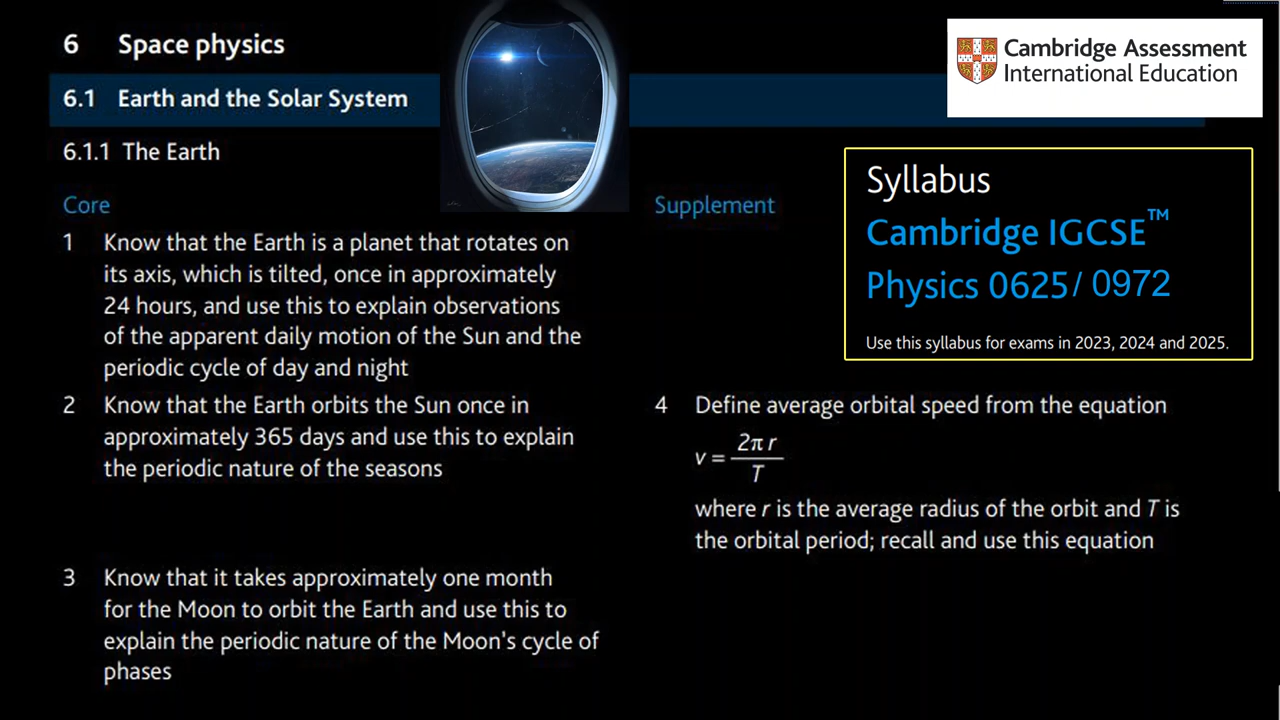 6 Space physics
6.1 Earth and the Solar System
6.1.1 The Earth
Cambridge Assessment
International Education
Syllabus
Cambridge IGCSE™
Physics 0625/ 0972
Use this syllabus for exams in 2023, 2024 and 2025.
Core
1 Know that the Earth is a planet that rotates on
its axis, which is tilted, once in approximately
24 hours, and use this to explain observations
of the apparent daily motion of the Sun and the
periodic cycle of day and night
2 Know that the Earth orbits the Sun once in
approximately 365 days and use this to explain
the periodic nature of the seasons
3 Know that it takes approximately one month
for the Moon to orbit the Earth and use this to
explain the periodic nature of the Moon's cycle of
phases
Supplement
4 Define average orbital speed from the equation
v = 2π r / T
where r is the average radius of the orbit and T is
the orbital period; recall and use this equation